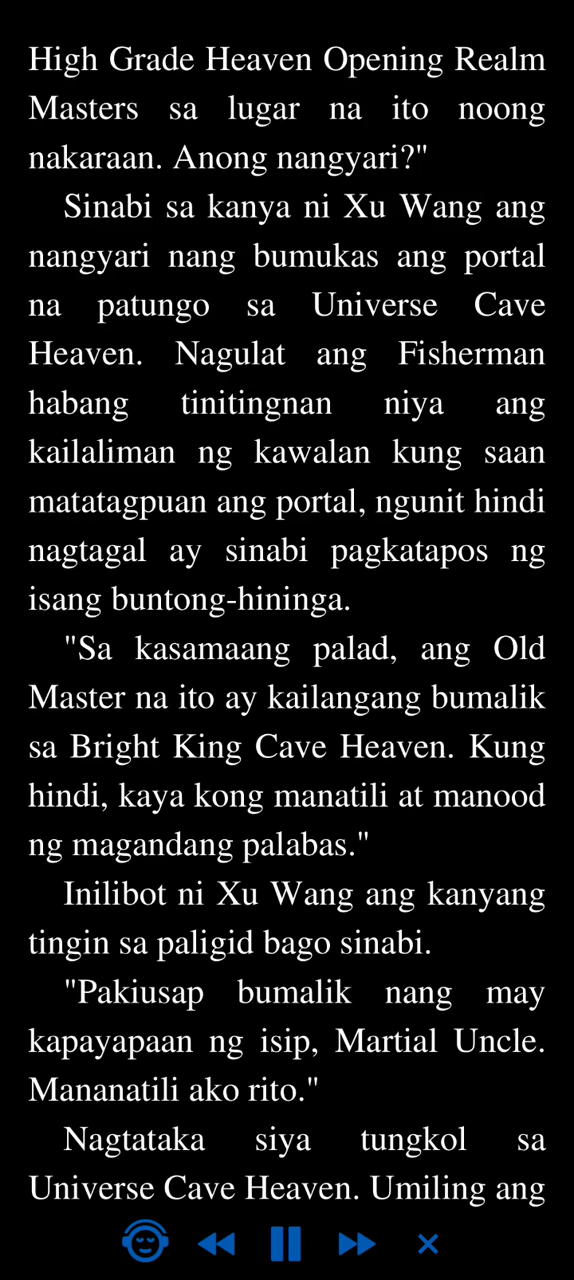 High Grade Heaven Opening Realm
Masters sa lugar na ito noong
nakaraan. Anong nangyari?"
Sinabi sa kanya ni Xu Wang ang
nangyari nang bumukas ang portal
na patungo sa Universe Cave
Heaven. Nagulat ang Fisherman
habang tinitingnan niya ang
kailaliman ng kawalan kung saan
matatagpuan ang portal, ngunit hindi
nagtagal ay sinabi pagkatapos ng
isang buntong-hininga.
"Sa kasamaang palad, ang Old
Master na ito ay kailangang bumalik
sa Bright King Cave Heaven. Kung
hindi, kaya kong manatili at manood
ng magandang palabas."
Inilibot ni Xu Wang ang kanyang
tingin sa paligid bago sinabi.
"Pakiusap bumalik nang may
kapayapaan ng isip, Martial Uncle.
Mananatili ako rito."
Nagtataka siya tungkol sa
Universe Cave Heaven. Umiling ang